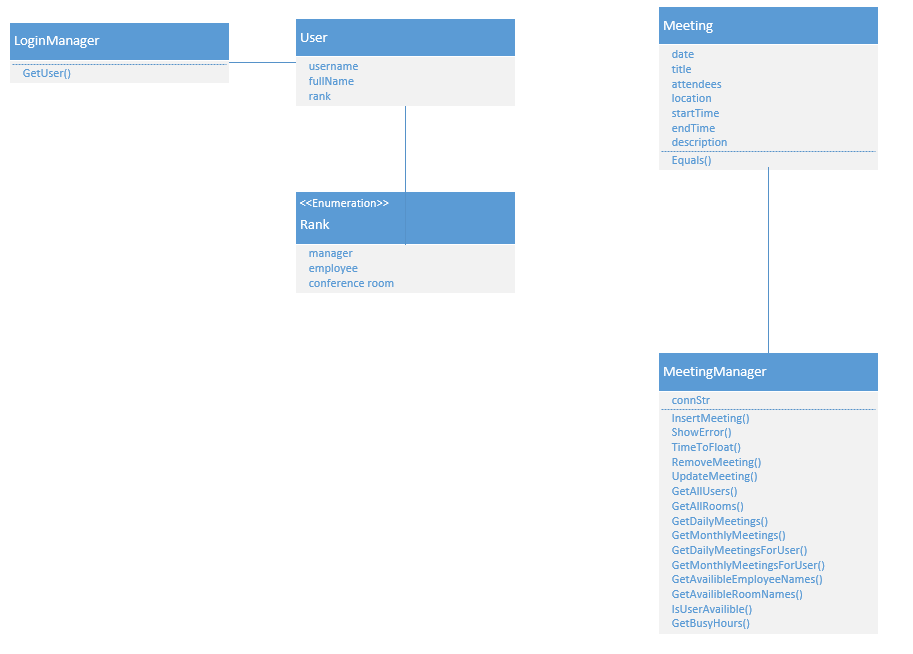 LoginManager
GetUser()
User
username
fullName
rank
<<Enumeration>>
Rank
manager
employee
conference room
Meeting
date
title
attendees
location
startTime
endTime
description
Equals()
MeetingManager
connStr
InsertMeeting()
ShowError()
TimeToFloat()
RemoveMeeting()
UpdateMeeting()
GetAllUsers()
GetAllRooms()
GetDailyMeetings()
GetMonthlyMeetings()
GetDailyMeetingsForUser()
GetMonthlyMeetingsForUser()
GetAvailibleEmployeeNames()
GetAvailibleRoomNames()
IsUserAvailible()
GetBusyHours()